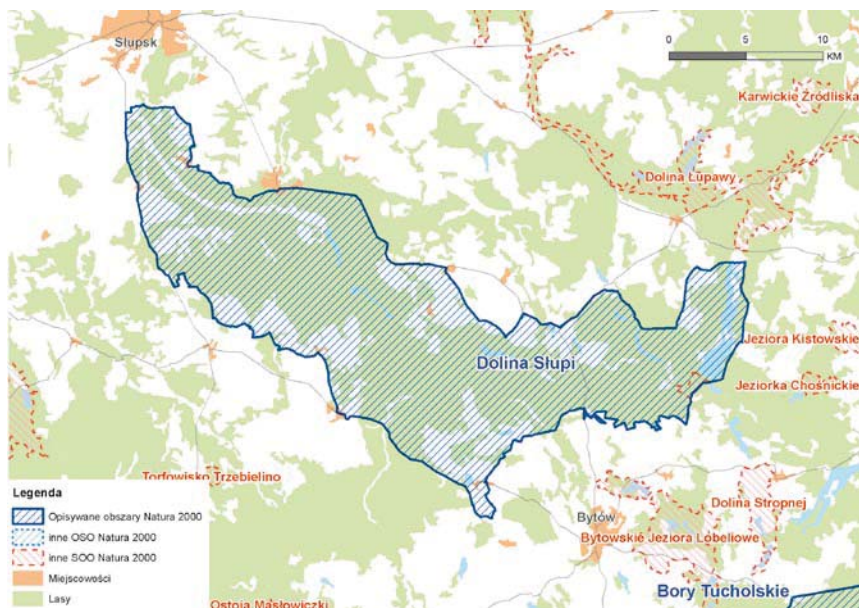 Słupsk
0 5 10
KM
Karwickie Źródliska
Dolina Łupawy
Jeziora Kistowskie
Dolina Słupi
Jeziorka Chośnickie
Torfowisko Trzebielino
Dolina Stropnej
Bytów
Bytowskie Jeziora Lobeliowe
Bory Tucholskie
Ostoja Masłowiczki
Legenda
Opisywane obszary Natura 2000
inne OSO Natura 2000
inne SOO Natura 2000
Miejscowości
Lasy